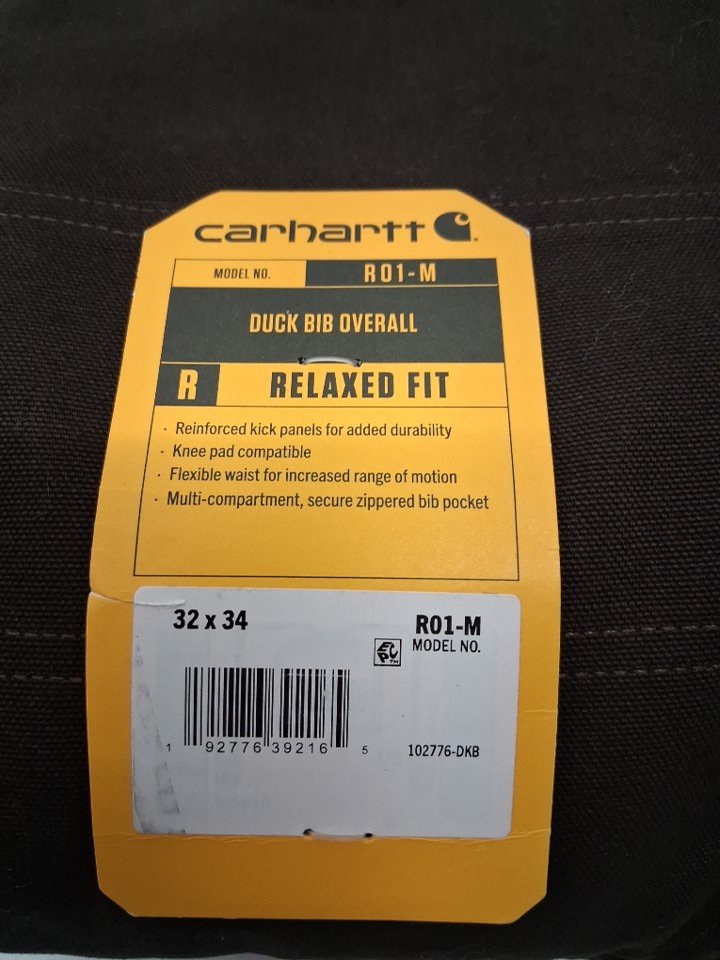 carhartt
MODEL NO. R01-M
DUCK BIB OVERALL
R RELAXED FIT
· Reinforced kick panels for added durability
· Knee pad compatible
· Flexible waist for increased range of motion
· Multi-compartment, secure zippered bib pocket
32 x 34
R01-M
EPC TM
MODEL NO.
1 92776 39216 5
102776-DKB